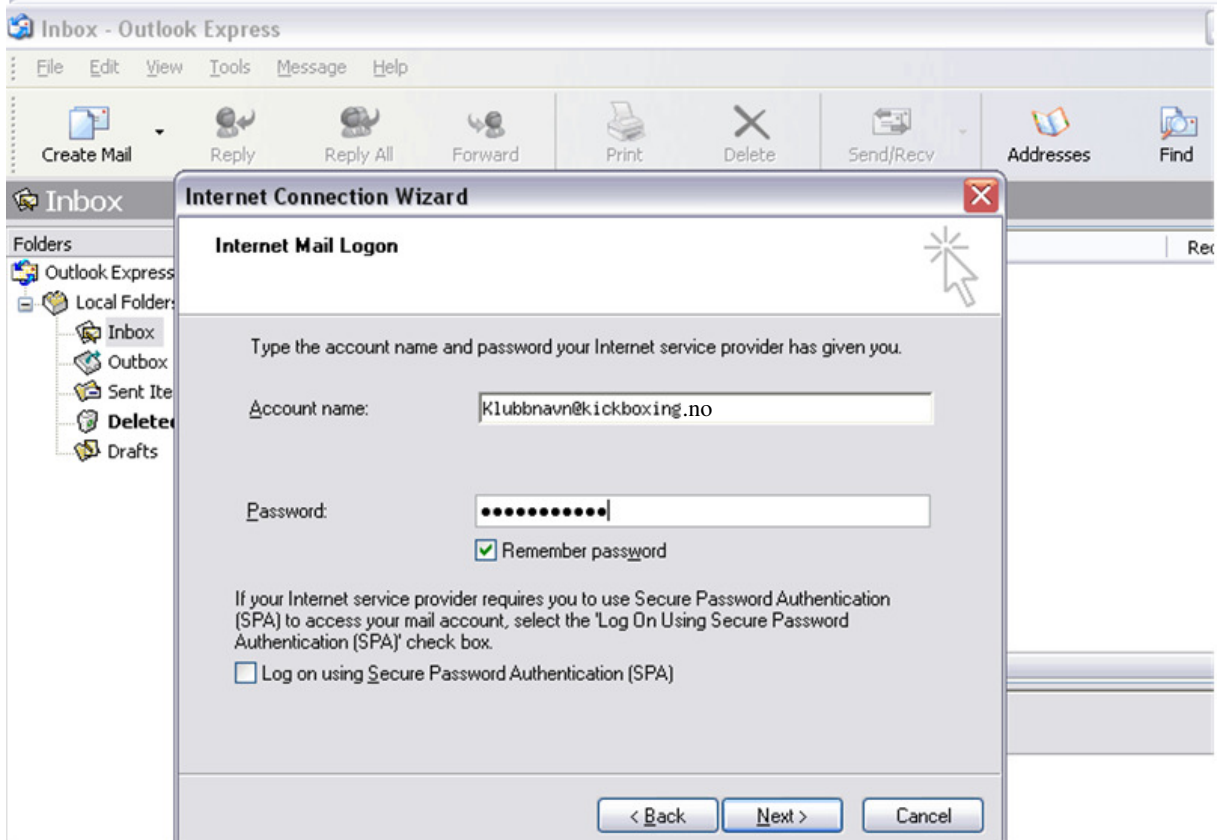 Inbox - Outlook Express
File Edit View Tools Message Help
Create Mail Reply Reply All Forward Print Delete Send/Recv Addresses Find
Inbox
Folders
Outlook Express
Local Folders
Inbox
Outbox
Sent Ite
Deleted
Drafts
Rec
Internet Connection Wizard
Internet Mail Logon
Type the account name and password your Internet service provider has given you.
Account name: Klubbnavn@kickboxing.no
Password: •••••••••••
Remember password
If your Internet service provider requires you to use Secure Password Authentication
(SPA) to access your mail account, select the 'Log On Using Secure Password
Authentication (SPA)' check box.
Log on using Secure Password Authentication (SPA)
< Back Next > Cancel